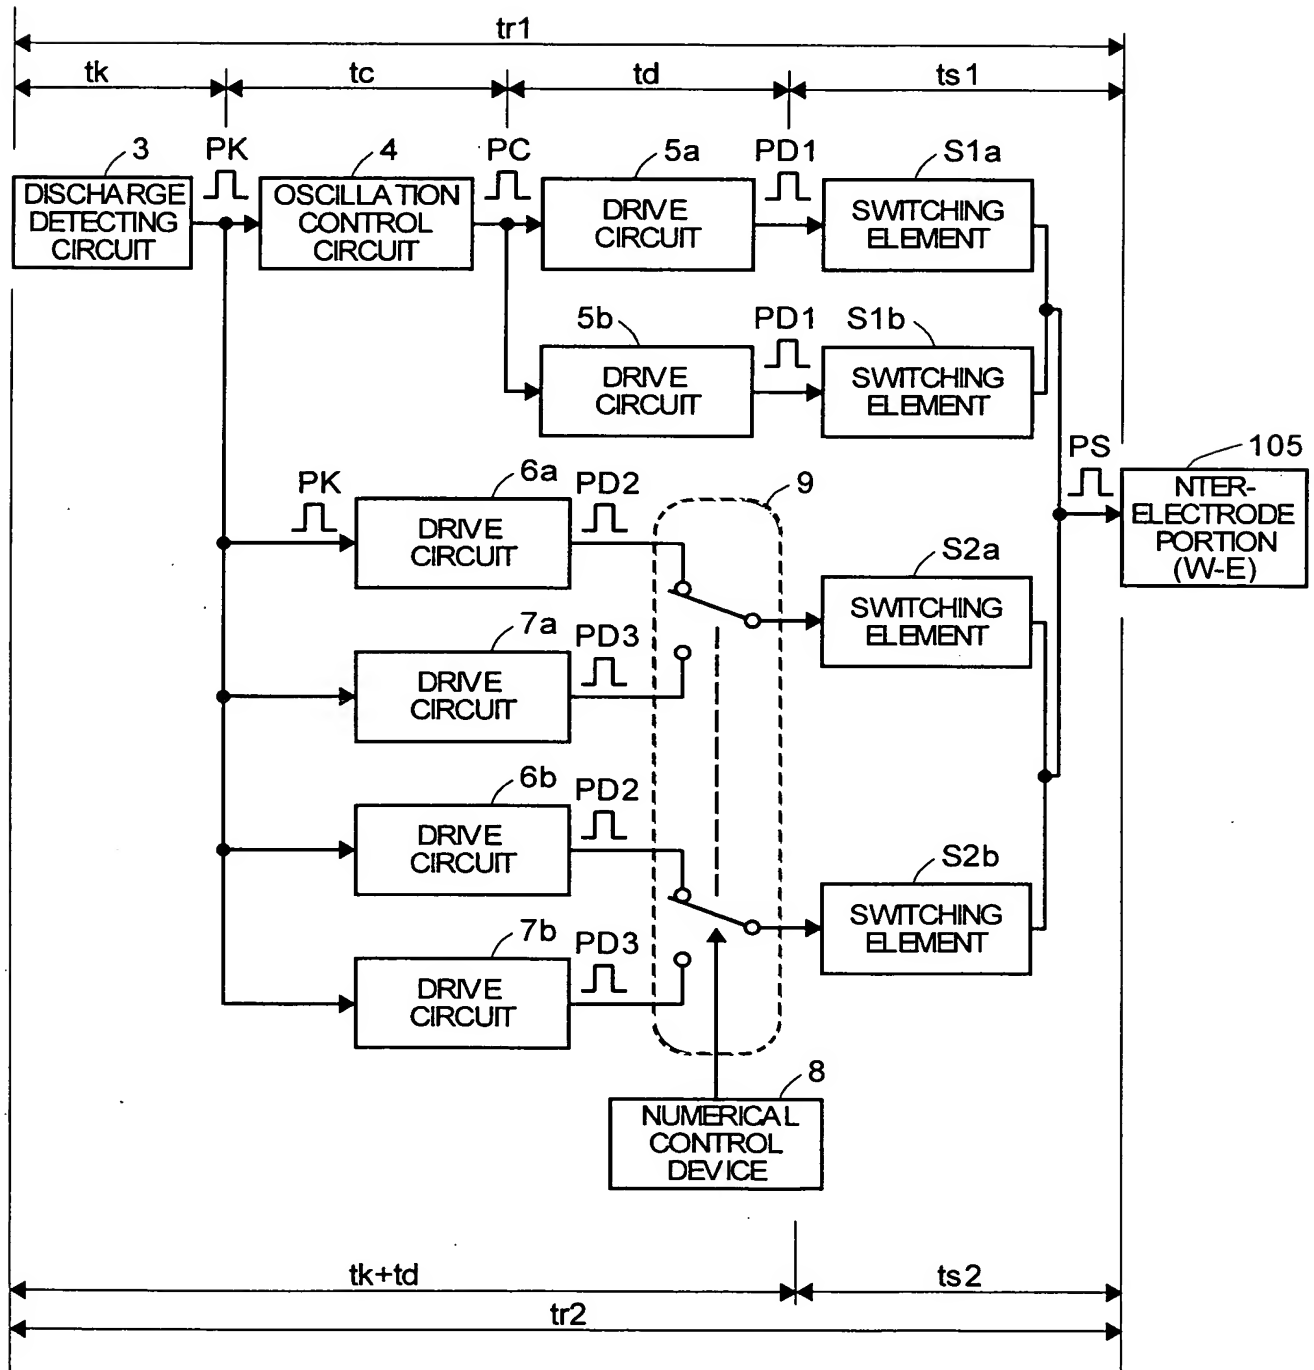 tr1
tk
tc
td
ts1
3
PK
4
PC
5a
PD1
S1a
DISCHARGE
DETECTING
CIRCUIT
OSCILLATION
CONTROL
CIRCUIT
DRIVE
CIRCUIT
SWITCHING
ELEMENT
5b
PD1
S1b
DRIVE
CIRCUIT
SWITCHING
ELEMENT
PS
105
NTER-
ELECTRODE
PORTION
(W-E)
PK
6a
PD2
9
DRIVE
CIRCUIT
S2a
SWITCHING
ELEMENT
7a
PD3
DRIVE
CIRCUIT
6b
PD2
DRIVE
CIRCUIT
S2b
SWITCHING
ELEMENT
7b
PD3
DRIVE
CIRCUIT
8
NUMERICAL
CONTROL
DEVICE
tk+td
ts2
tr2